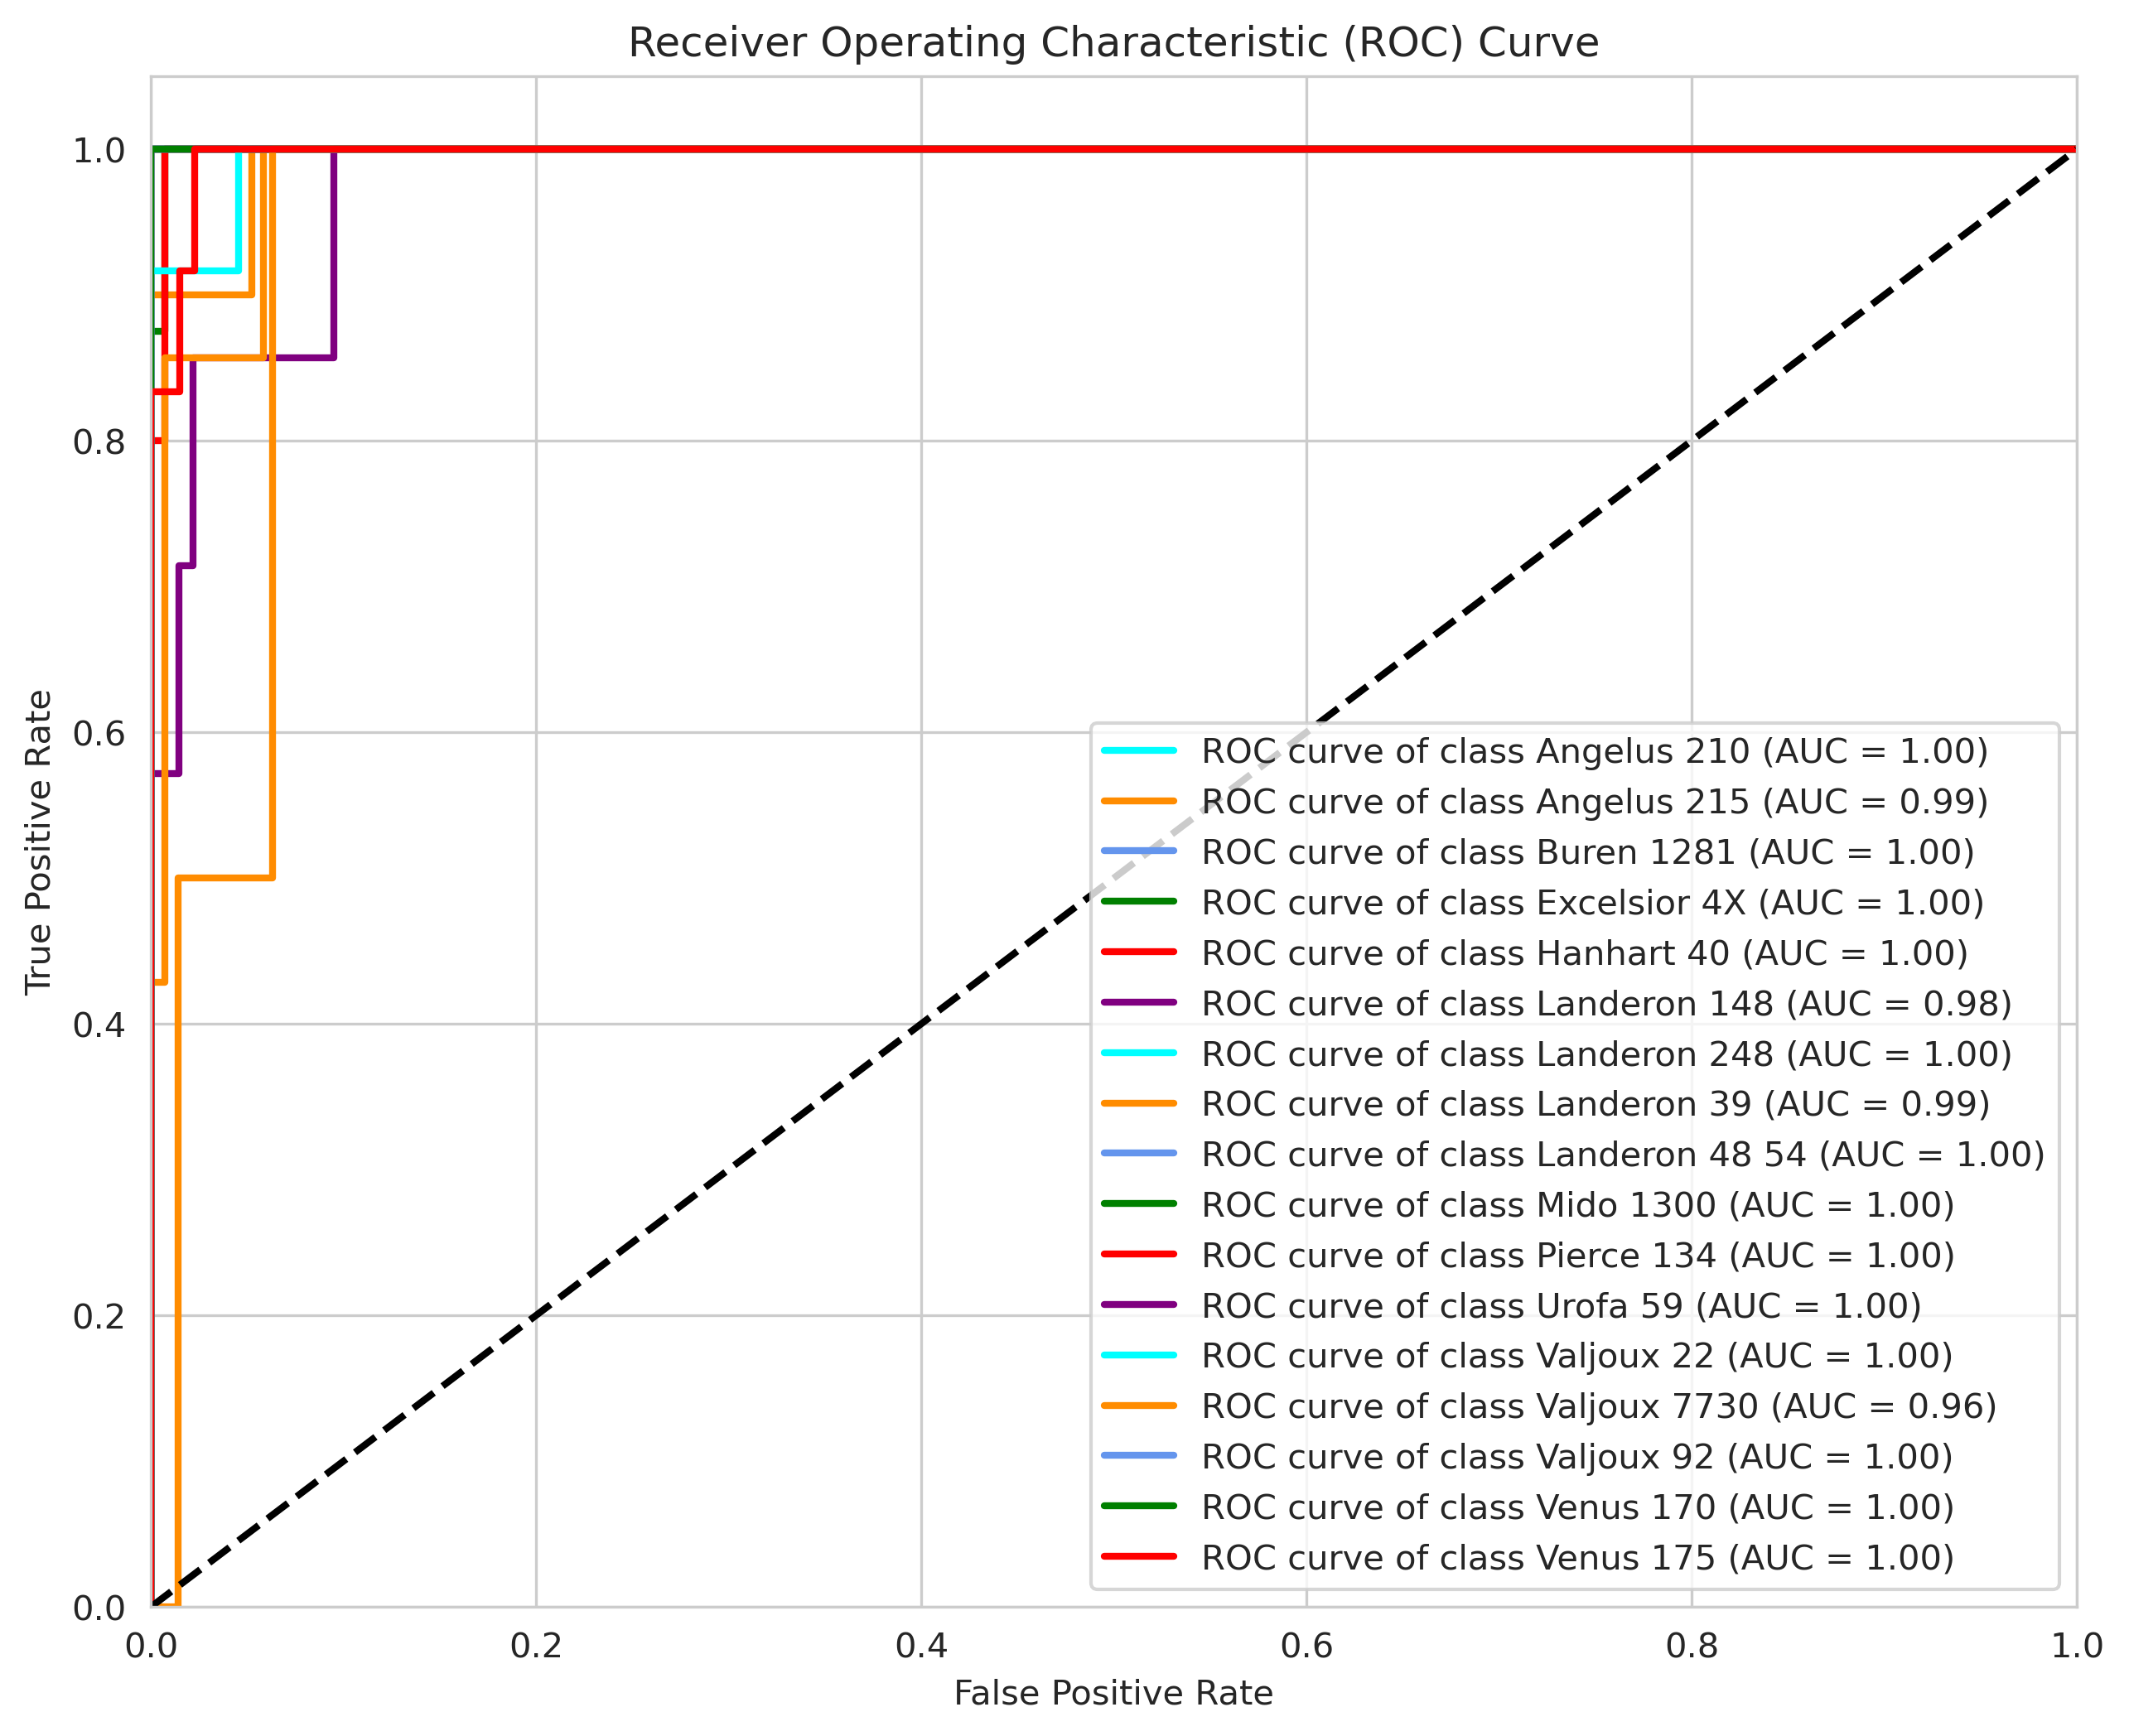 Receiver Operating Characteristic (ROC) Curve
1.0
0.8
0.6
0.4
0.2
0.0
True Positive Rate
ROC curve of class Angelus 210 (AUC = 1.00)
ROC curve of class Angelus 215 (AUC = 0.99)
ROC curve of class Buren 1281 (AUC = 1.00)
ROC curve of class Excelsior 4X (AUC = 1.00)
ROC curve of class Hanhart 40 (AUC = 1.00)
ROC curve of class Landeron 148 (AUC = 0.98)
ROC curve of class Landeron 248 (AUC = 1.00)
ROC curve of class Landeron 39 (AUC = 0.99)
ROC curve of class Landeron 48 54 (AUC = 1.00)
ROC curve of class Mido 1300 (AUC = 1.00)
ROC curve of class Pierce 134 (AUC = 1.00)
ROC curve of class Urofa 59 (AUC = 1.00)
ROC curve of class Valjoux 22 (AUC = 1.00)
ROC curve of class Valjoux 7730 (AUC = 0.96)
ROC curve of class Valjoux 92 (AUC = 1.00)
ROC curve of class Venus 170 (AUC = 1.00)
ROC curve of class Venus 175 (AUC = 1.00)
0.0 0.2 0.4 0.6 0.8 1.0
False Positive Rate